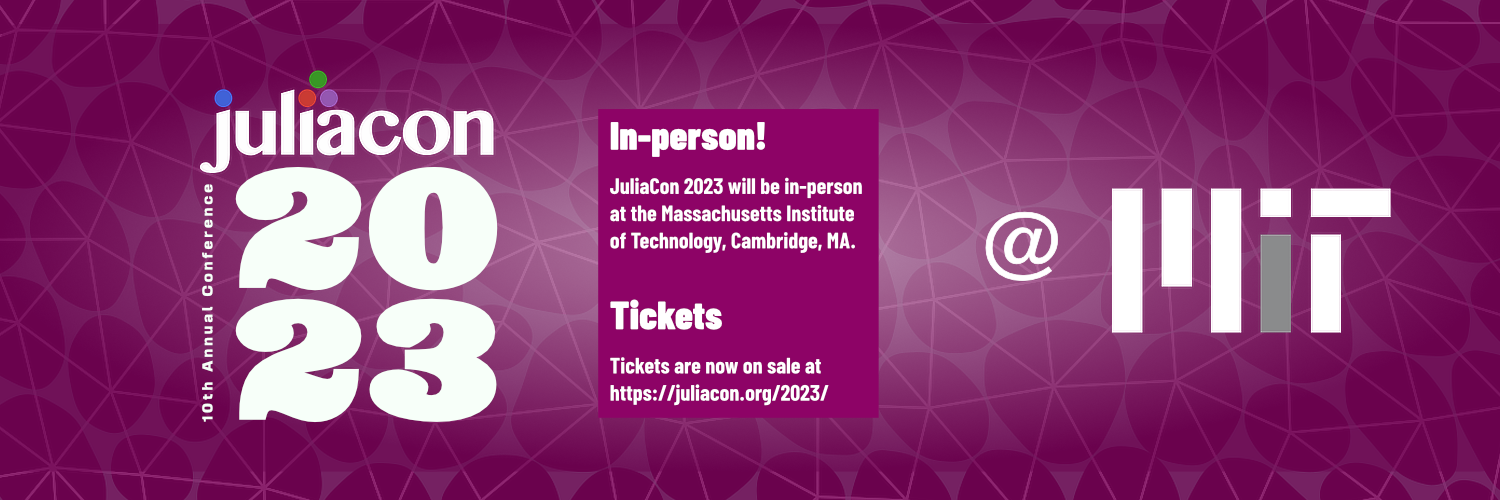 juliacon
10th Annual Conference
20
23
In-person!
JuliaCon 2023 will be in-person
at the Massachusetts Institute
of Technology, Cambridge, MA.
Tickets
Tickets are now on sale at
https://juliacon.org/2023/
@ MiT